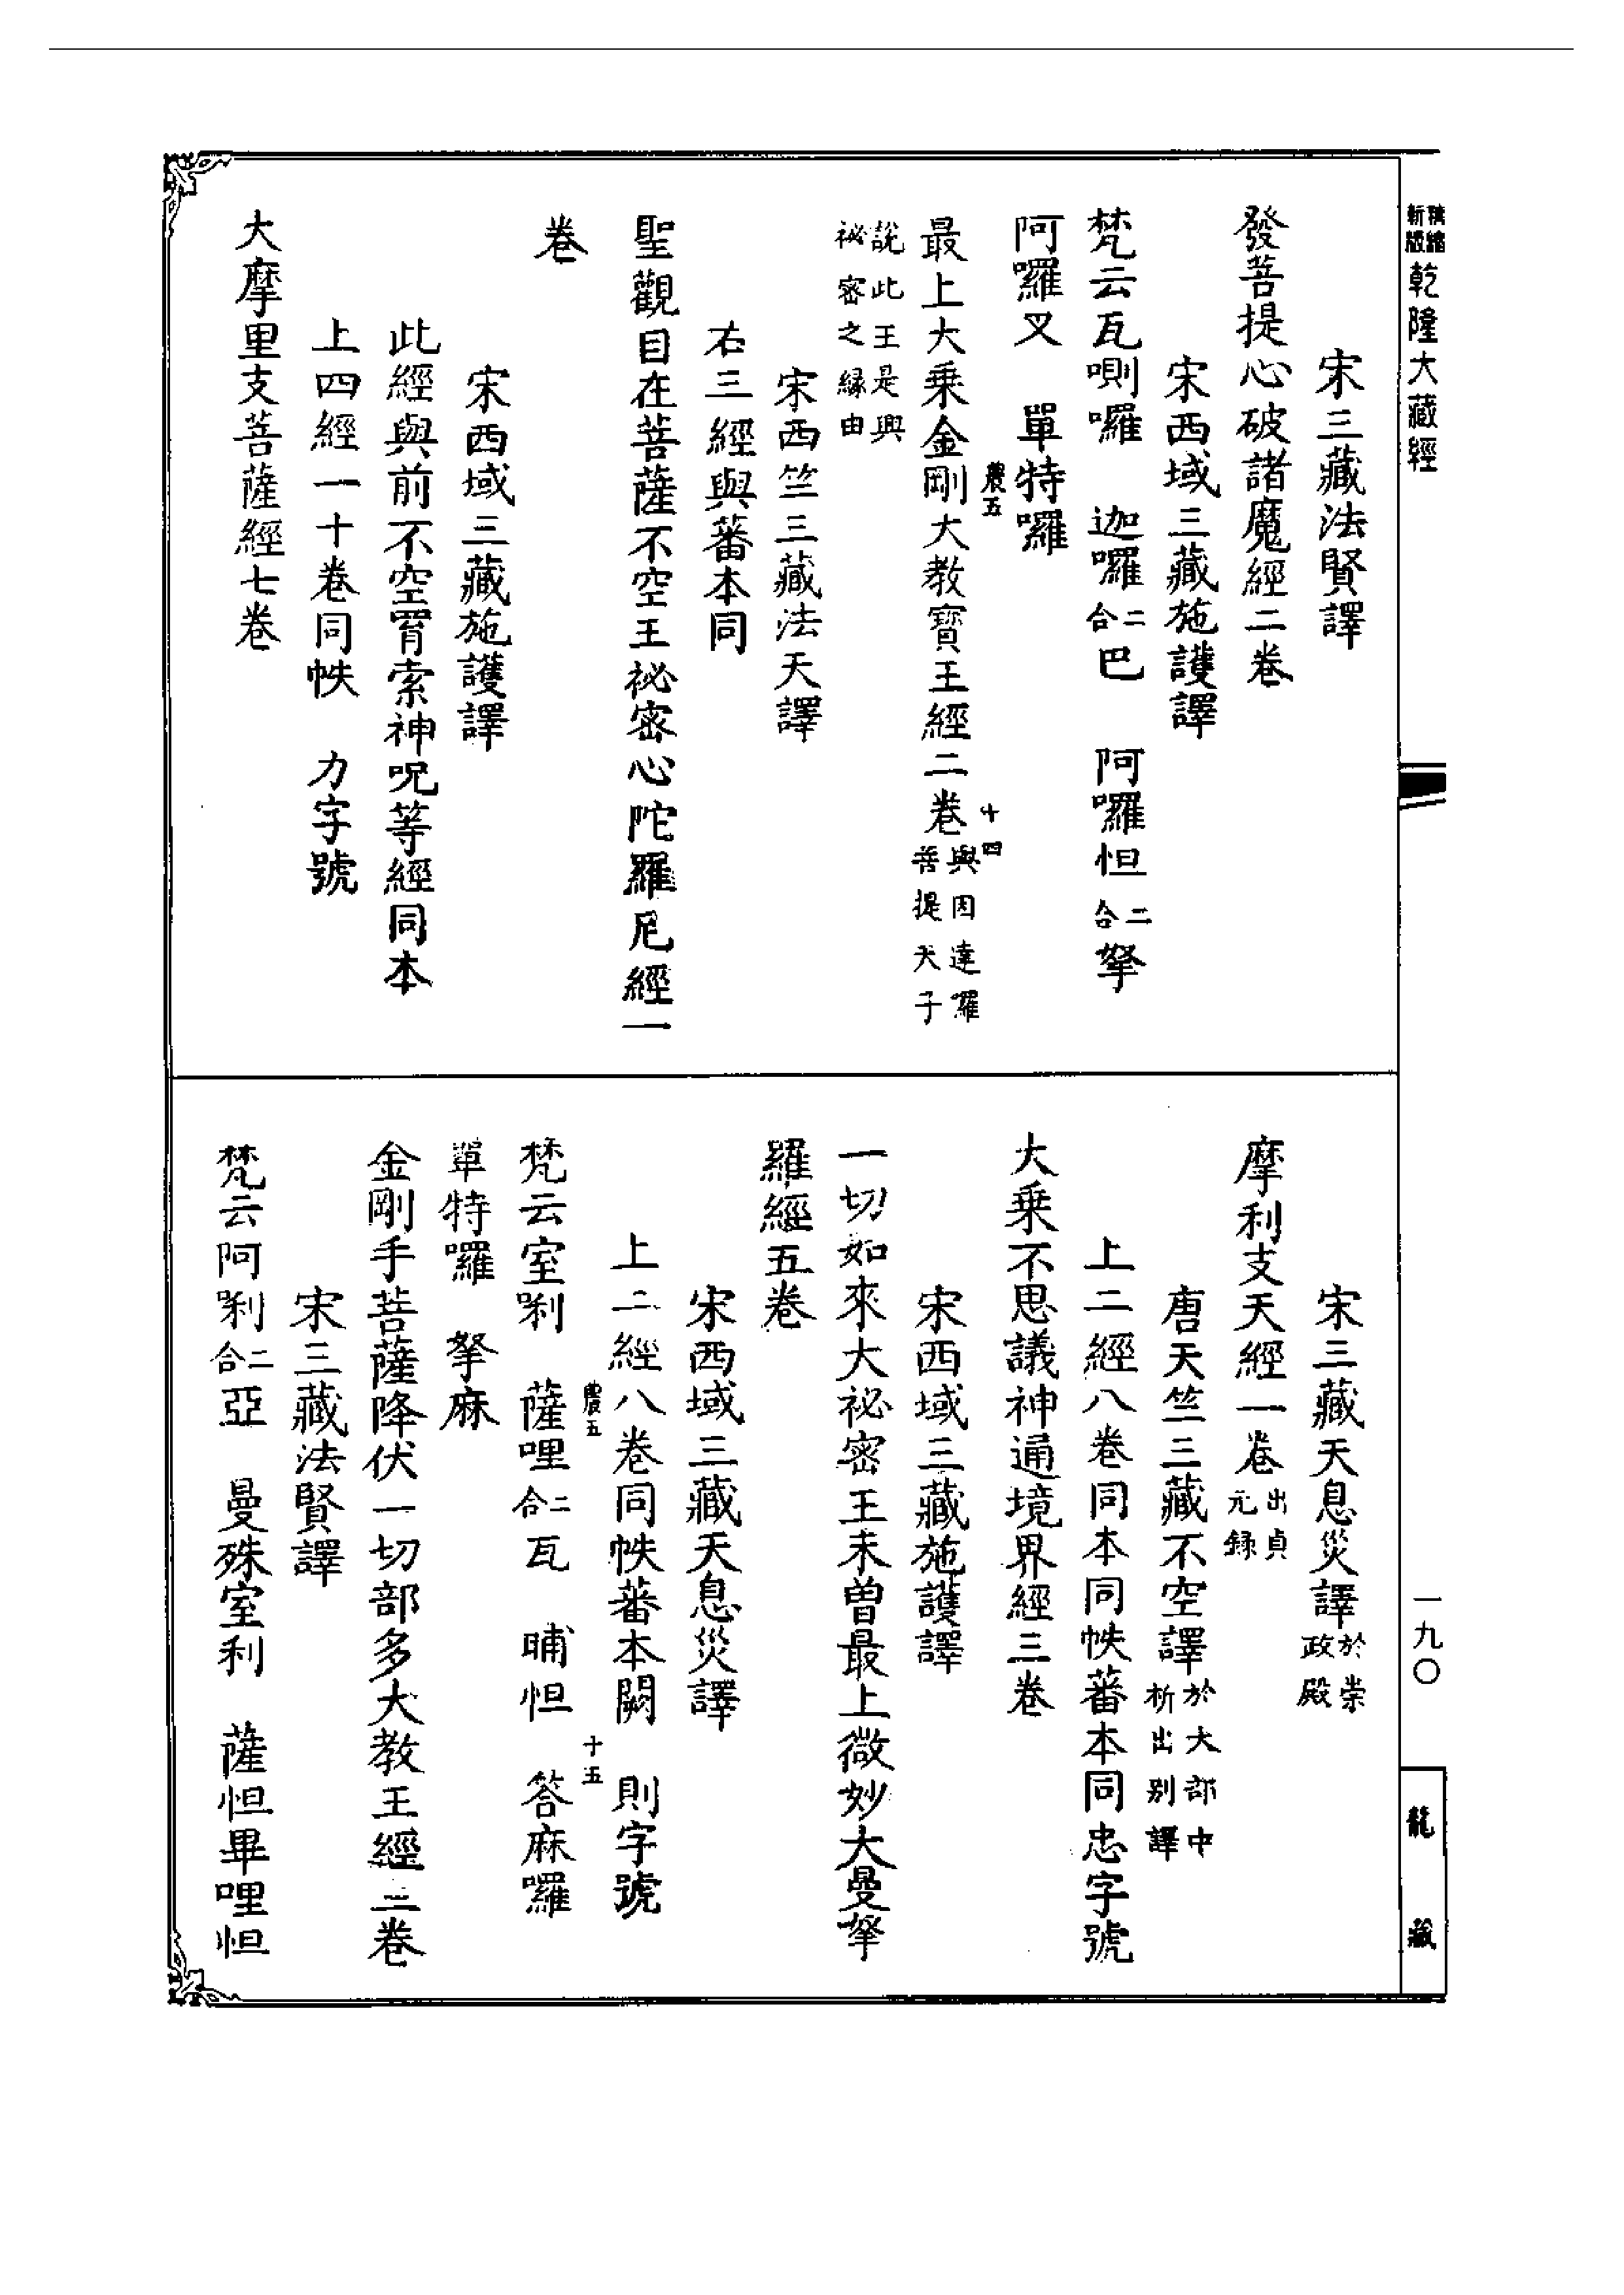 精縮新版乾隆大藏經
一九〇
龍藏
宋三藏法賢譯
發菩提心破諸魔經二卷
宋西域三藏施護譯
梵云瓦唎囉 迦囉二合巴 阿囉怛二合拏
阿囉叉 單特囉
農五 十四
最上大乘金剛大教寶王經二卷與因達羅菩提天子
說此王是興祕密之緣由
宋西竺三藏法天譯
右三經與蕃本同
聖觀自在菩薩不空王祕密心陀羅尼經一
卷
宋西域三藏施護譯
此經與前不空罥索神呪等經同本
上四經一十卷同帙 力字號
大摩里支菩薩經七卷
宋三藏天息災譯於崇政殿
摩利支天經一卷出貞元錄
唐天竺三藏不空譯於大部中析出別譯
上二經八卷同本同帙蕃本同忠字號
大乘不思議神通境界經三卷
宋西域三藏施護譯
一切如來大祕密王未曾最上微妙大曼拏
羅經五卷
宋西域三藏天息災譯
上二經八卷同帙蕃本闕 則字號
農五 十五
梵云室唎 薩哩二合瓦 晡怛 答麻囉
單特囉 拏麻
金剛手菩薩降伏一切部多大教王經三卷
宋三藏法賢譯
梵云阿唎二合亞 曼殊室利 薩怛畢哩怛